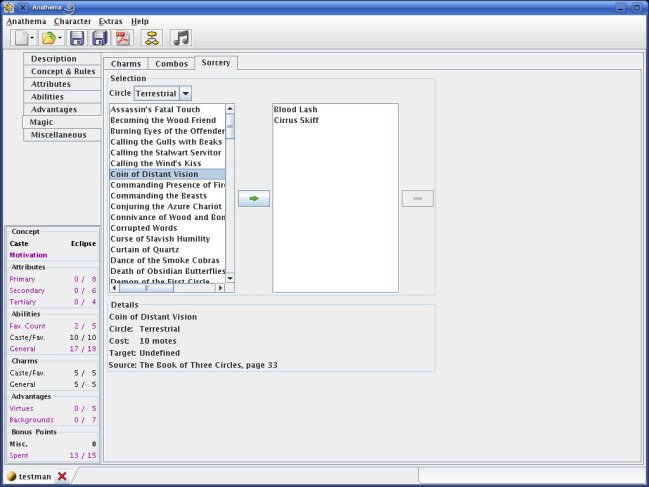 Anathema
Anathema Character Extras Help
Description
Concept & Rules
Attributes
Abilities
Advantages
Magic
Miscellaneous
Charms Combos Sorcery
Selection
Circle Terrestrial
Assassin's Fatal Touch
Becoming the Wood Friend
Burning Eyes of the Offender
Calling the Gulls with Beaks
Calling the Stalwart Servitor
Calling the Wind's Kiss
Coin of Distant Vision
Commanding Presence of Fire
Commanding the Beasts
Conjuring the Azure Chariot
Connivance of Wood and Bon
Corrupted Words
Curse of Slavish Humility
Curtain of Quartz
Dance of the Smoke Cobras
Death of Obsidian Butterflies
Demon of the First Circle
Blood Lash
Cirrus Skiff
Details
Coin of Distant Vision
Circle: Terrestrial
Cost: 10 motes
Target: Undefined
Source: The Book of Three Circles, page 33
Concept
Caste Eclipse
Motivation
Attributes
Primary 0 / 8
Secondary 0 / 6
Tertiary 0 / 4
Abilities
Fav. Count 2 / 5
Caste/Fav. 10 / 10
General 17 / 18
Charms
Caste/Fav. 5 / 5
General 5 / 5
Advantages
Virtues 0 / 5
Backgrounds 0 / 7
Bonus Points
Misc. 0
Spent 13 / 15
testman